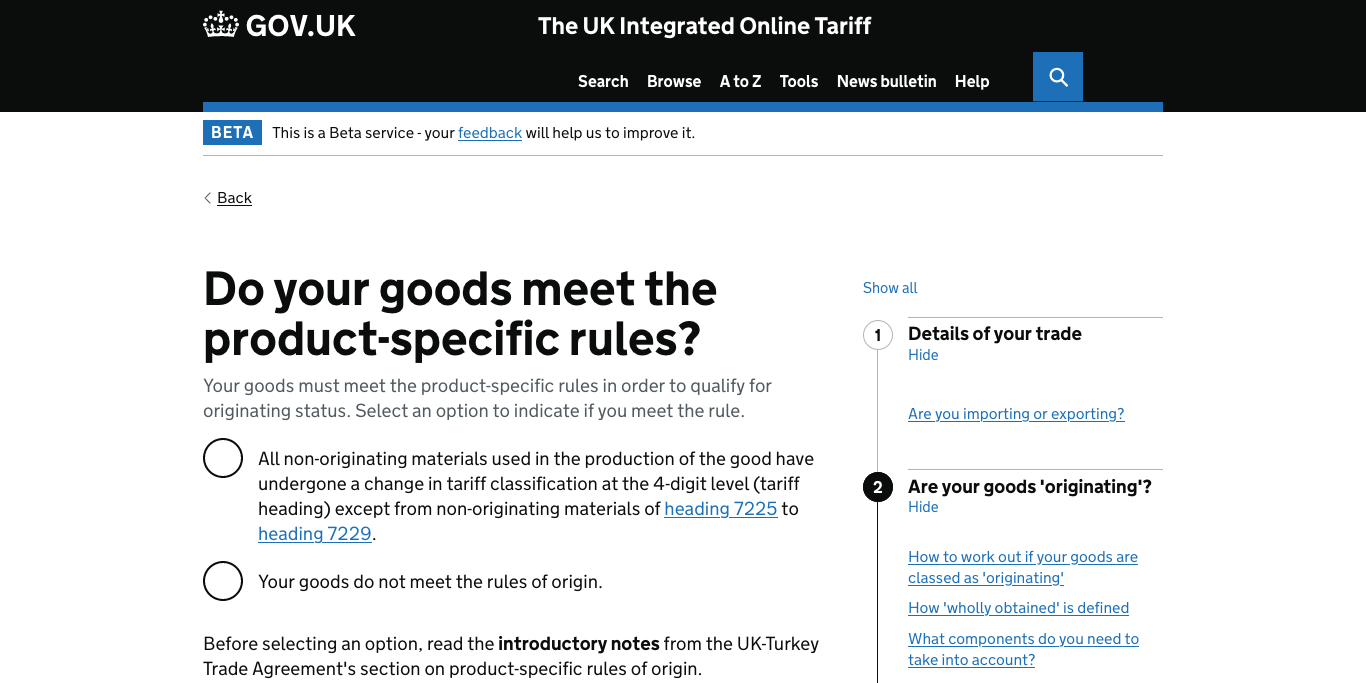 GOV.UK
The UK Integrated Online Tariff
Search Browse A to Z Tools News bulletin Help
BETA This is a Beta service - your feedback will help us to improve it.
Back
Do your goods meet the
product-specific rules?
Your goods must meet the product-specific rules in order to qualify for
originating status. Select an option to indicate if you meet the rule.
All non-originating materials used in the production of the good have
undergone a change in tariff classification at the 4-digit level (tariff
heading) except from non-originating materials of heading 7225 to
heading 7229.
Your goods do not meet the rules of origin.
Before selecting an option, read the introductory notes from the UK-Turkey
Trade Agreement's section on product-specific rules of origin.
Show all
1 Details of your trade
Hide
Are you importing or exporting?
2 Are your goods 'originating'?
Hide
How to work out if your goods are
classed as 'originating'
How 'wholly obtained' is defined
What components do you need to
take into account?